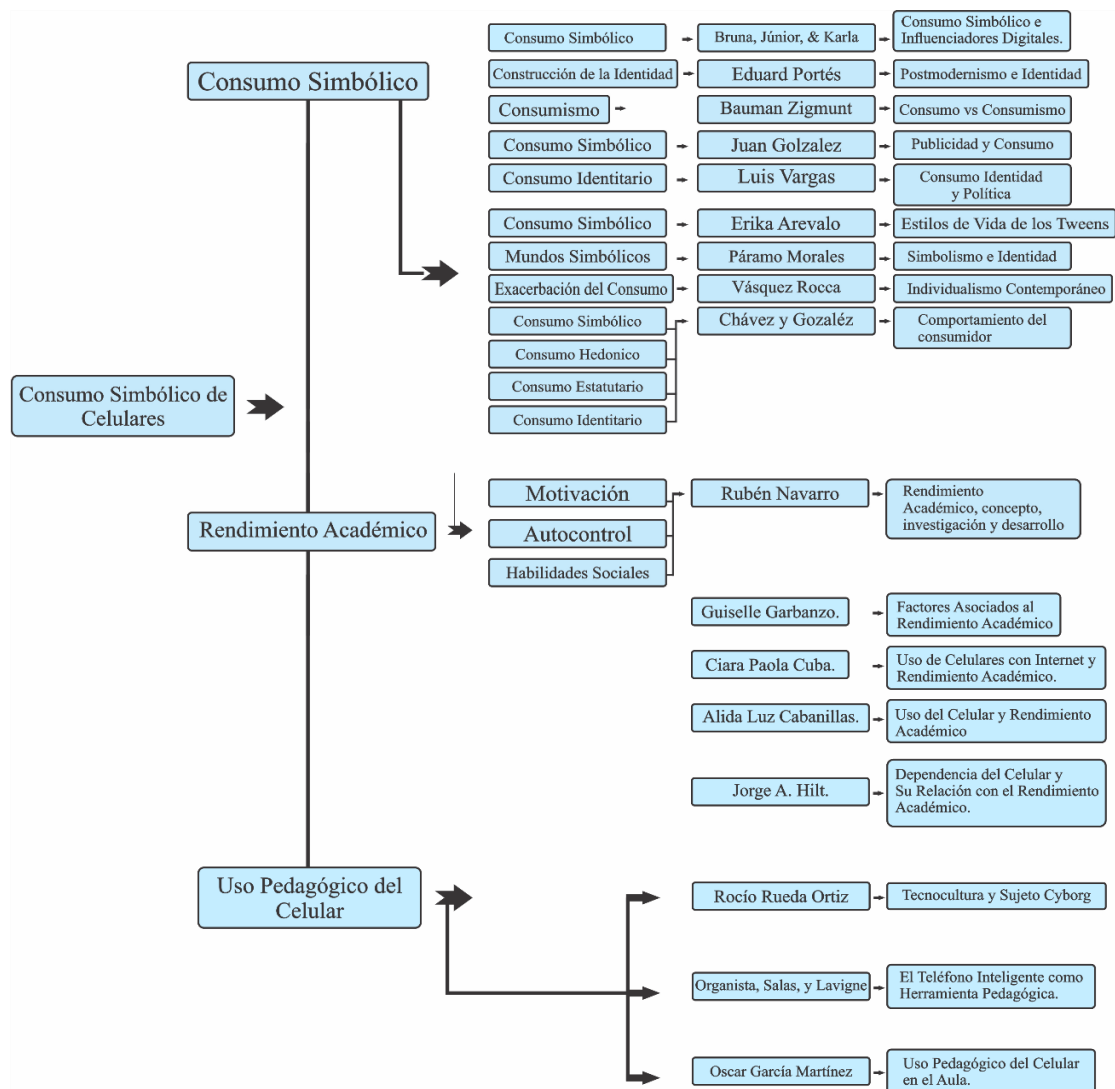 Consumo Simbólico
Consumo Simbólico
Bruna, Júnior, & Karla
Consumo Simbólico e
Influenciadores Digitales.
Construcción de la Identidad
Eduard Portés
Postmodernismo e Identidad
Consumismo
Bauman Zigmunt
Consumo vs Consumismo
Consumo Simbólico
Juan Golzalez
Publicidad y Consumo
Consumo Identitario
Luis Vargas
Consumo Identidad
y Política
Consumo Simbólico
Erika Arevalo
Estilos de Vida de los Tweens
Mundos Simbólicos
Páramo Morales
Simbolismo e Identidad
Exacerbación del Consumo
Vásquez Rocca
Individualismo Contemporáneo
Consumo Simbólico
Chávez y Gozaléz
Comportamiento del
consumidor
Consumo Hedonico
Consumo Estatutario
Consumo Identitario
Consumo Simbólico de
Celulares
Rendimiento Académico
Motivación
Autocontrol
Habilidades Sociales
Rubén Navarro
Rendimiento
Académico, concepto,
investigación y desarrollo
Guiselle Garbanzo.
Factores Asociados al
Rendimiento Académico
Ciara Paola Cuba.
Uso de Celulares con Internet y
Rendimiento Académico.
Alida Luz Cabanillas.
Uso del Celular y Rendimiento
Académico
Jorge A. Hilt.
Dependencia del Celular y
Su Relación con el Rendimiento
Académico.
Uso Pedagógico del
Celular
Rocío Rueda Ortiz
Tecnocultura y Sujeto Cyborg
Organista, Salas, y Lavigne
El Teléfono Inteligente como
Herramienta Pedagógica.
Oscar García Martínez
Uso Pedagógico del Celular
en el Aula.